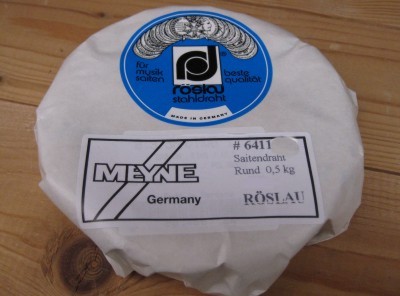 für beste
musik qualität
saiten
röslau
stahldraht
MADE IN GERMANY
# 6411
Saitendraht
MEYNE Rund 0,5 kg
Germany RÖSLAU